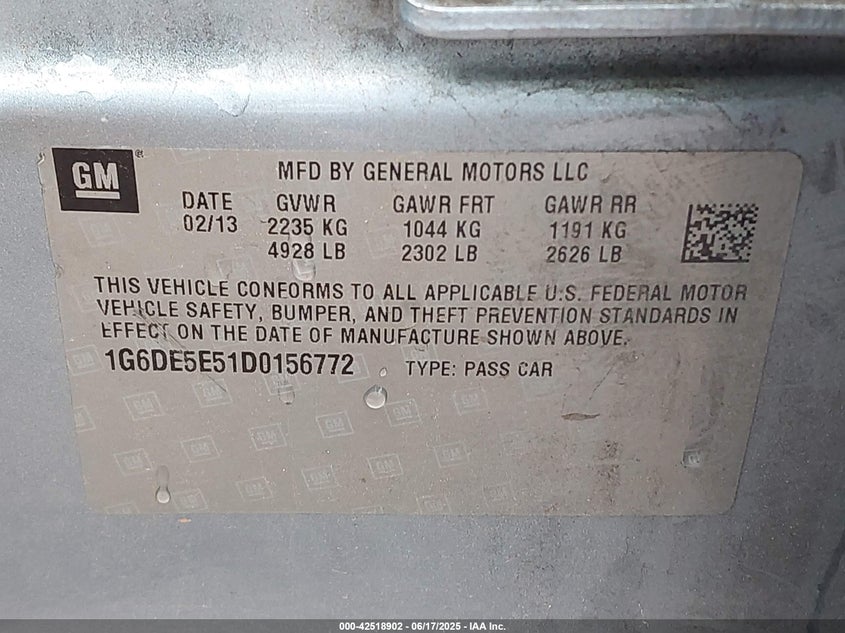 GM
MFD BY GENERAL MOTORS LLC
DATE GVWR GAWR FRT GAWR RR
02/13 2235 KG 1044 KG 1191 KG
4928 LB 2302 LB 2626 LB
THIS VEHICLE CONFORMS TO ALL APPLICABLE U.S. FEDERAL MOTOR
VEHICLE SAFETY, BUMPER, AND THEFT PREVENTION STANDARDS IN
EFFECT ON THE DATE OF MANUFACTURE SHOWN ABOVE.
1G6DE5E51D0156772 TYPE: PASS CAR
000-42518902 - 06/17/2025 - IAA Inc.